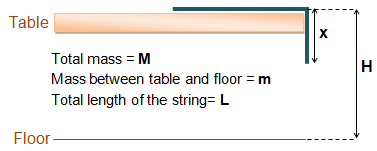 Table
x
Total mass = M
H
Mass between table and floor = m
Total length of the string= L
Floor